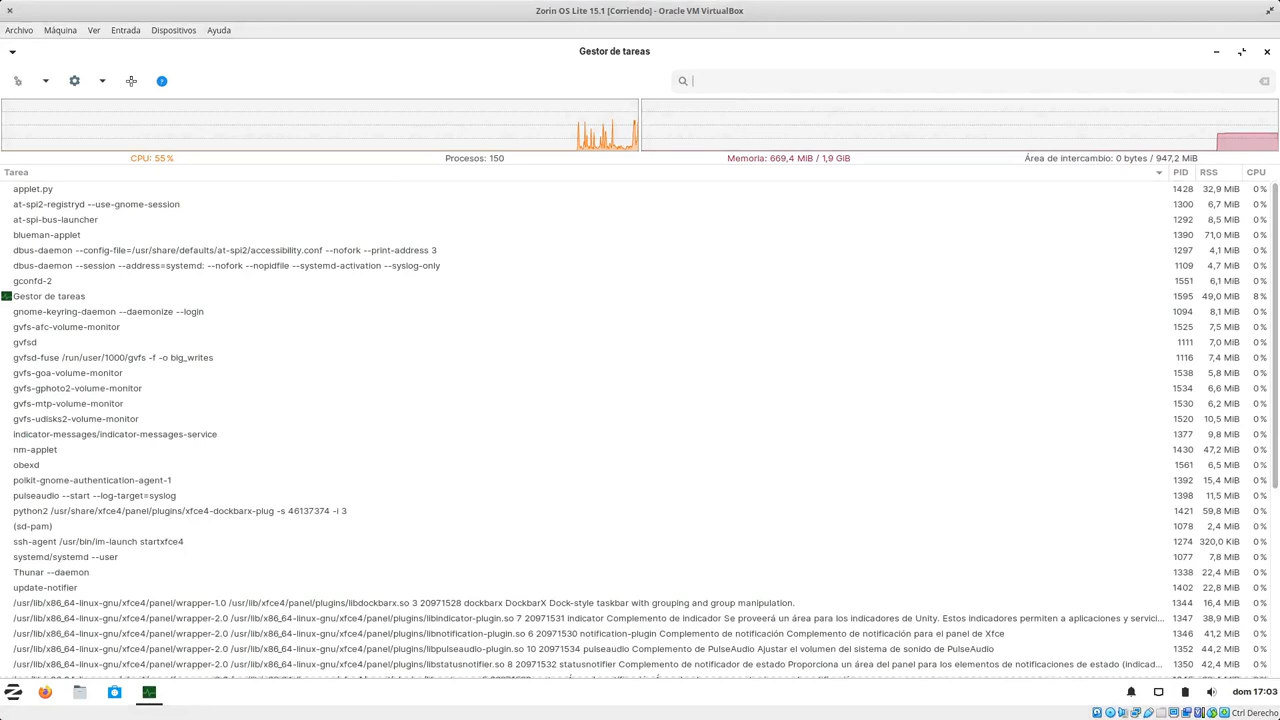 Zorin OS Lite 15.1 [Corriendo] - Oracle VM VirtualBox
Archivo Máquina Ver Entrada Dispositivos Ayuda
Gestor de tareas
CPU: 55 % Procesos: 150 Memoria: 669,4 MiB / 1,9 GiB Área de intercambio: 0 bytes / 947,2 MiB
Tarea PID RSS CPU
applet.py 1428 32,9 MiB 0 %
at-spi2-registryd --use-gnome-session 1300 6,7 MiB 0 %
at-spi-bus-launcher 1292 8,5 MiB 0 %
blueman-applet 1390 71,0 MiB 0 %
dbus-daemon --config-file=/usr/share/defaults/at-spi2/accessibility.conf --nofork --print-address 3 1297 4,1 MiB 0 %
dbus-daemon --session --address=systemd: --nofork --nopidfile --systemd-activation --syslog-only 1109 4,7 MiB 0 %
gconfd-2 1551 6,1 MiB 0 %
Gestor de tareas 1595 49,0 MiB 8 %
gnome-keyring-daemon --daemonize --login 1094 8,1 MiB 0 %
gvfs-afc-volume-monitor 1525 7,5 MiB 0 %
gvfsd 1111 7,0 MiB 0 %
gvfsd-fuse /run/user/1000/gvfs -f -o big_writes 1116 7,4 MiB 0 %
gvfs-goa-volume-monitor 1538 5,8 MiB 0 %
gvfs-gphoto2-volume-monitor 1534 6,6 MiB 0 %
gvfs-mtp-volume-monitor 1530 6,2 MiB 0 %
gvfs-udisks2-volume-monitor 1520 10,5 MiB 0 %
indicator-messages/indicator-messages-service 1377 9,8 MiB 0 %
nm-applet 1430 47,2 MiB 0 %
obexd 1561 6,5 MiB 0 %
polkit-gnome-authentication-agent-1 1392 15,4 MiB 0 %
pulseaudio --start --log-target=syslog 1398 11,5 MiB 0 %
python2 /usr/share/xfce4/panel/plugins/xfce4-dockbarx-plug -s 46137374 -i 3 1421 59,8 MiB 0 %
(sd-pam) 1078 2,4 MiB 0 %
ssh-agent /usr/bin/im-launch startxfce4 1274 320,0 KiB 0 %
systemd/systemd --user 1077 7,8 MiB 0 %
Thunar --daemon 1338 22,4 MiB 0 %
update-notifier 1402 22,8 MiB 0 %
/usr/lib/x86_64-linux-gnu/xfce4/panel/wrapper-1.0 /usr/lib/xfce4/panel/plugins/libdockbarx.so 3 20971528 dockbarx DockbarX Dock-style taskbar with grouping and group manipulation. 1344 16,4 MiB 0 %
/usr/lib/x86_64-linux-gnu/xfce4/panel/wrapper-2.0 /usr/lib/x86_64-linux-gnu/xfce4/panel/plugins/libindicator-plugin.so 7 20971531 indicator Complemento de indicador Se proveerá un área para los indicadores de Unity. Estos indicadores permiten a aplicaciones y servici... 1347 38,9 MiB 0 %
/usr/lib/x86_64-linux-gnu/xfce4/panel/wrapper-2.0 /usr/lib/x86_64-linux-gnu/xfce4/panel/plugins/libnotification-plugin.so 6 20971530 notification-plugin Complemento de notificación Complemento de notificación para el panel de Xfce 1346 41,2 MiB 0 %
/usr/lib/x86_64-linux-gnu/xfce4/panel/wrapper-2.0 /usr/lib/x86_64-linux-gnu/xfce4/panel/plugins/libpulseaudio-plugin.so 10 20971534 pulseaudio Complemento de PulseAudio Ajustar el volumen del sistema de sonido de PulseAudio 1352 44,2 MiB 0 %
/usr/lib/x86_64-linux-gnu/xfce4/panel/wrapper-2.0 /usr/lib/x86_64-linux-gnu/xfce4/panel/plugins/libstatusnotifier.so 8 20971532 statusnotifier Complemento de notificador de estado Proporciona un área del panel para los elementos de notificaciones de estado (indicad... 1350 42,4 MiB 0 %
dom 17:03
Ctrl Derecho